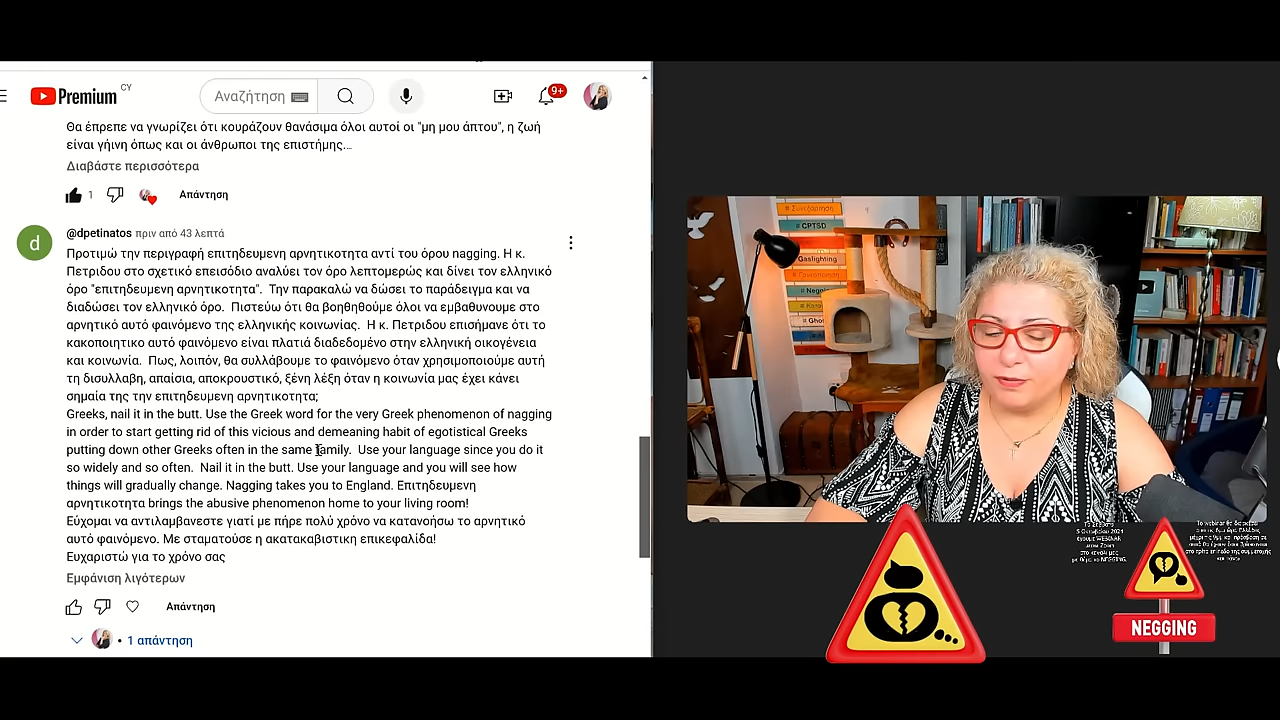 Premium CY
Αναζήτηση
9+
Θα έπρεπε να γνωρίζει ότι κουράζουν θανάσιμα όλοι αυτοί οι "μη μου άπτου", η ζωή
είναι γήινη όπως και οι άνθρωποι της επιστήμης...
Διαβάστε περισσότερα
1
Απάντηση
d
@dpetinatos πριν από 43 λεπτά
Προτιμώ την περιγραφή επιτηδευμενη αρνητικότητα αντί του όρου nagging. Η κ.
Πετριδου στο σχετικό επεισόδιο αναλύει τον όρο λεπτομερώς και δίνει τον ελληνικό
όρο "επιτηδευμενη αρνητικοτητα". Την παρακαλώ να δώσει το παράδειγμα και να
διαδώσει τον ελληνικό όρο. Πιστεύω ότι θα βοηθηθούμε όλοι να εμβαθυνουμε στο
αρνητικό αυτό φαινόμενο της ελληνικής κοινωνίας. Η κ. Πετριδου επισήμανε ότι το
κακοποιητικο αυτό φαινόμενο είναι πλατιά διαδεδομένο στην ελληνική οικογένεια
και κοινωνία. Πως, λοιπόν, θα συλλάβουμε το φαινόμενο όταν χρησιμοποιούμε αυτή
τη δισυλλαβη, απαίσια, αποκρουστικό, ξένη λέξη όταν η κοινωνία μας έχει κάνει
σημαία της την επιτηδευμενη αρνητικοτητα;
Greeks, nail it in the butt. Use the Greek word for the very Greek phenomenon of nagging
in order to start getting rid of this vicious and demeaning habit of egotistical Greeks
putting down other Greeks often in the same family. Use your language since you do it
so widely and so often. Nail it in the butt. Use your language and you will see how
things will gradually change. Nagging takes you to England. Επιτηδευμενη
αρνητικοτητα brings the abusive phenomenon home to your living room!
Εύχομαι να αντιλαμβανεστε γιατί με πήρε πολύ χρόνο να κατανοήσω το αρνητικό
αυτό φαινόμενο. Με σταματούσε η ακατακαβιστικη επικεφαλίδα!
Ευχαριστώ για το χρόνο σας
Εμφάνιση λιγότερων
Απάντηση
• 1 απάντηση
# Συνεξάρτηση
# CPTSD
Gaslighting
NEGGING